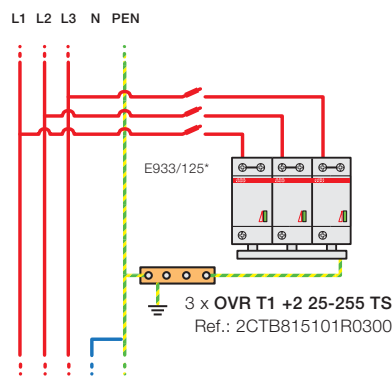 L1 L2 L3 N PEN
E933/125*
3 x OVR T1 +2 25-255 TS
Ref.: 2CTB815101R0300